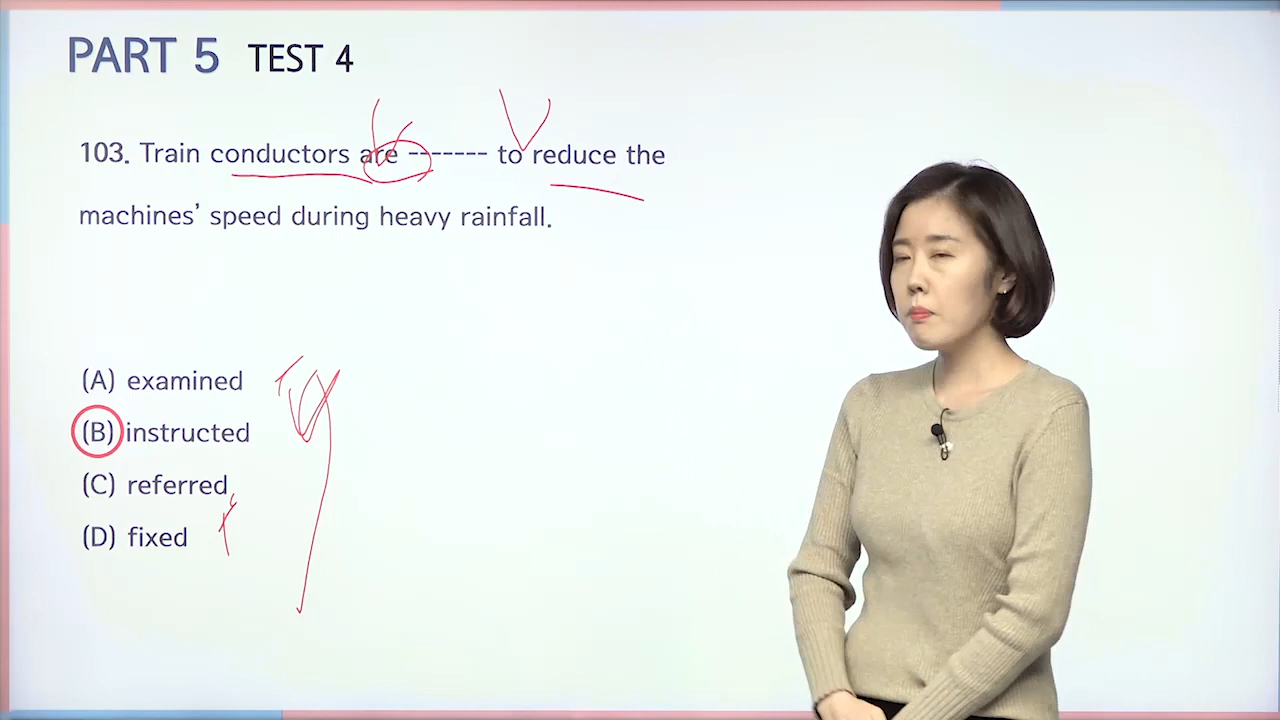 PART 5 TEST 4
103. Train conductors are ------- to reduce the
machines’ speed during heavy rainfall.
(A) examined
(B) instructed
(C) referred
(D) fixed